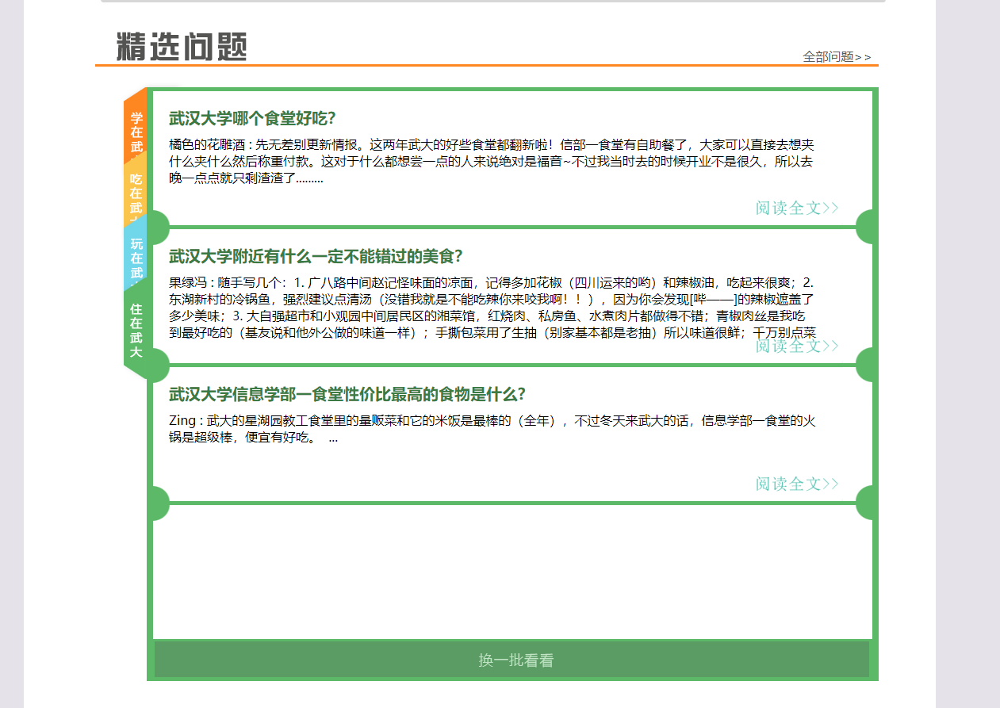 精选问题
全部问题>>
学在武
吃在武
玩在武
住在武大
武汉大学哪个食堂好吃？
橘色的花雕酒 : 先无差别更新情报。这两年武大的好些食堂都翻新啦！信部一食堂有自助餐了，大家可以直接去想夹
什么夹什么然后称重付款。这对于什么都想尝一点的人来说绝对是福音~不过我当时去的时候开业不是很久，所以去
晚一点点就只剩渣渣了.........
阅读全文>>
武汉大学附近有什么一定不能错过的美食？
果绿冯 : 随手写几个：1. 广八路中间赵记怪味面的凉面，记得多加花椒（四川运来的哟）和辣椒油，吃起来很爽；2.
东湖新村的冷锅鱼，强烈建议点清汤（没错我就是不能吃辣你来咬我啊！！），因为你会发现[哔——]的辣椒遮盖了
多少美味；3. 大自强超市和小观园中间居民区的湘菜馆，红烧肉、私房鱼、水煮肉片都做得不错；青椒肉丝是我吃
到最好吃的（基友说和他外公做的味道一样）；手撕包菜用了生抽（别家基本都是老抽）所以味道很鲜；千万别点菜
阅读全文>>
武汉大学信息学部一食堂性价比最高的食物是什么?
Zing : 武大的星湖园教工食堂里的量贩菜和它的米饭是最棒的（全年），不过冬天来武大的话，信息学部一食堂的火
锅是超级棒，便宜有好吃。 ...
阅读全文>>
换一批看看